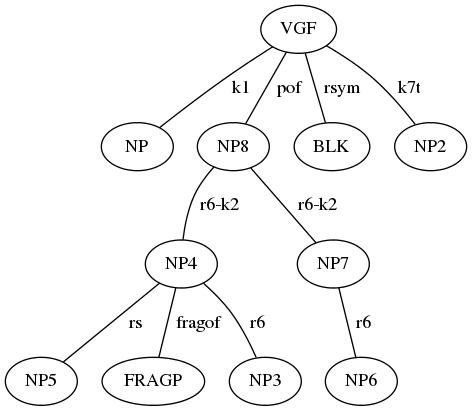 VGF
k1 pof rsym k7t
NP NP8 BLK NP2
r6-k2 r6-k2
NP4 NP7
rs fragof r6 r6
NP5 FRAGP NP3 NP6